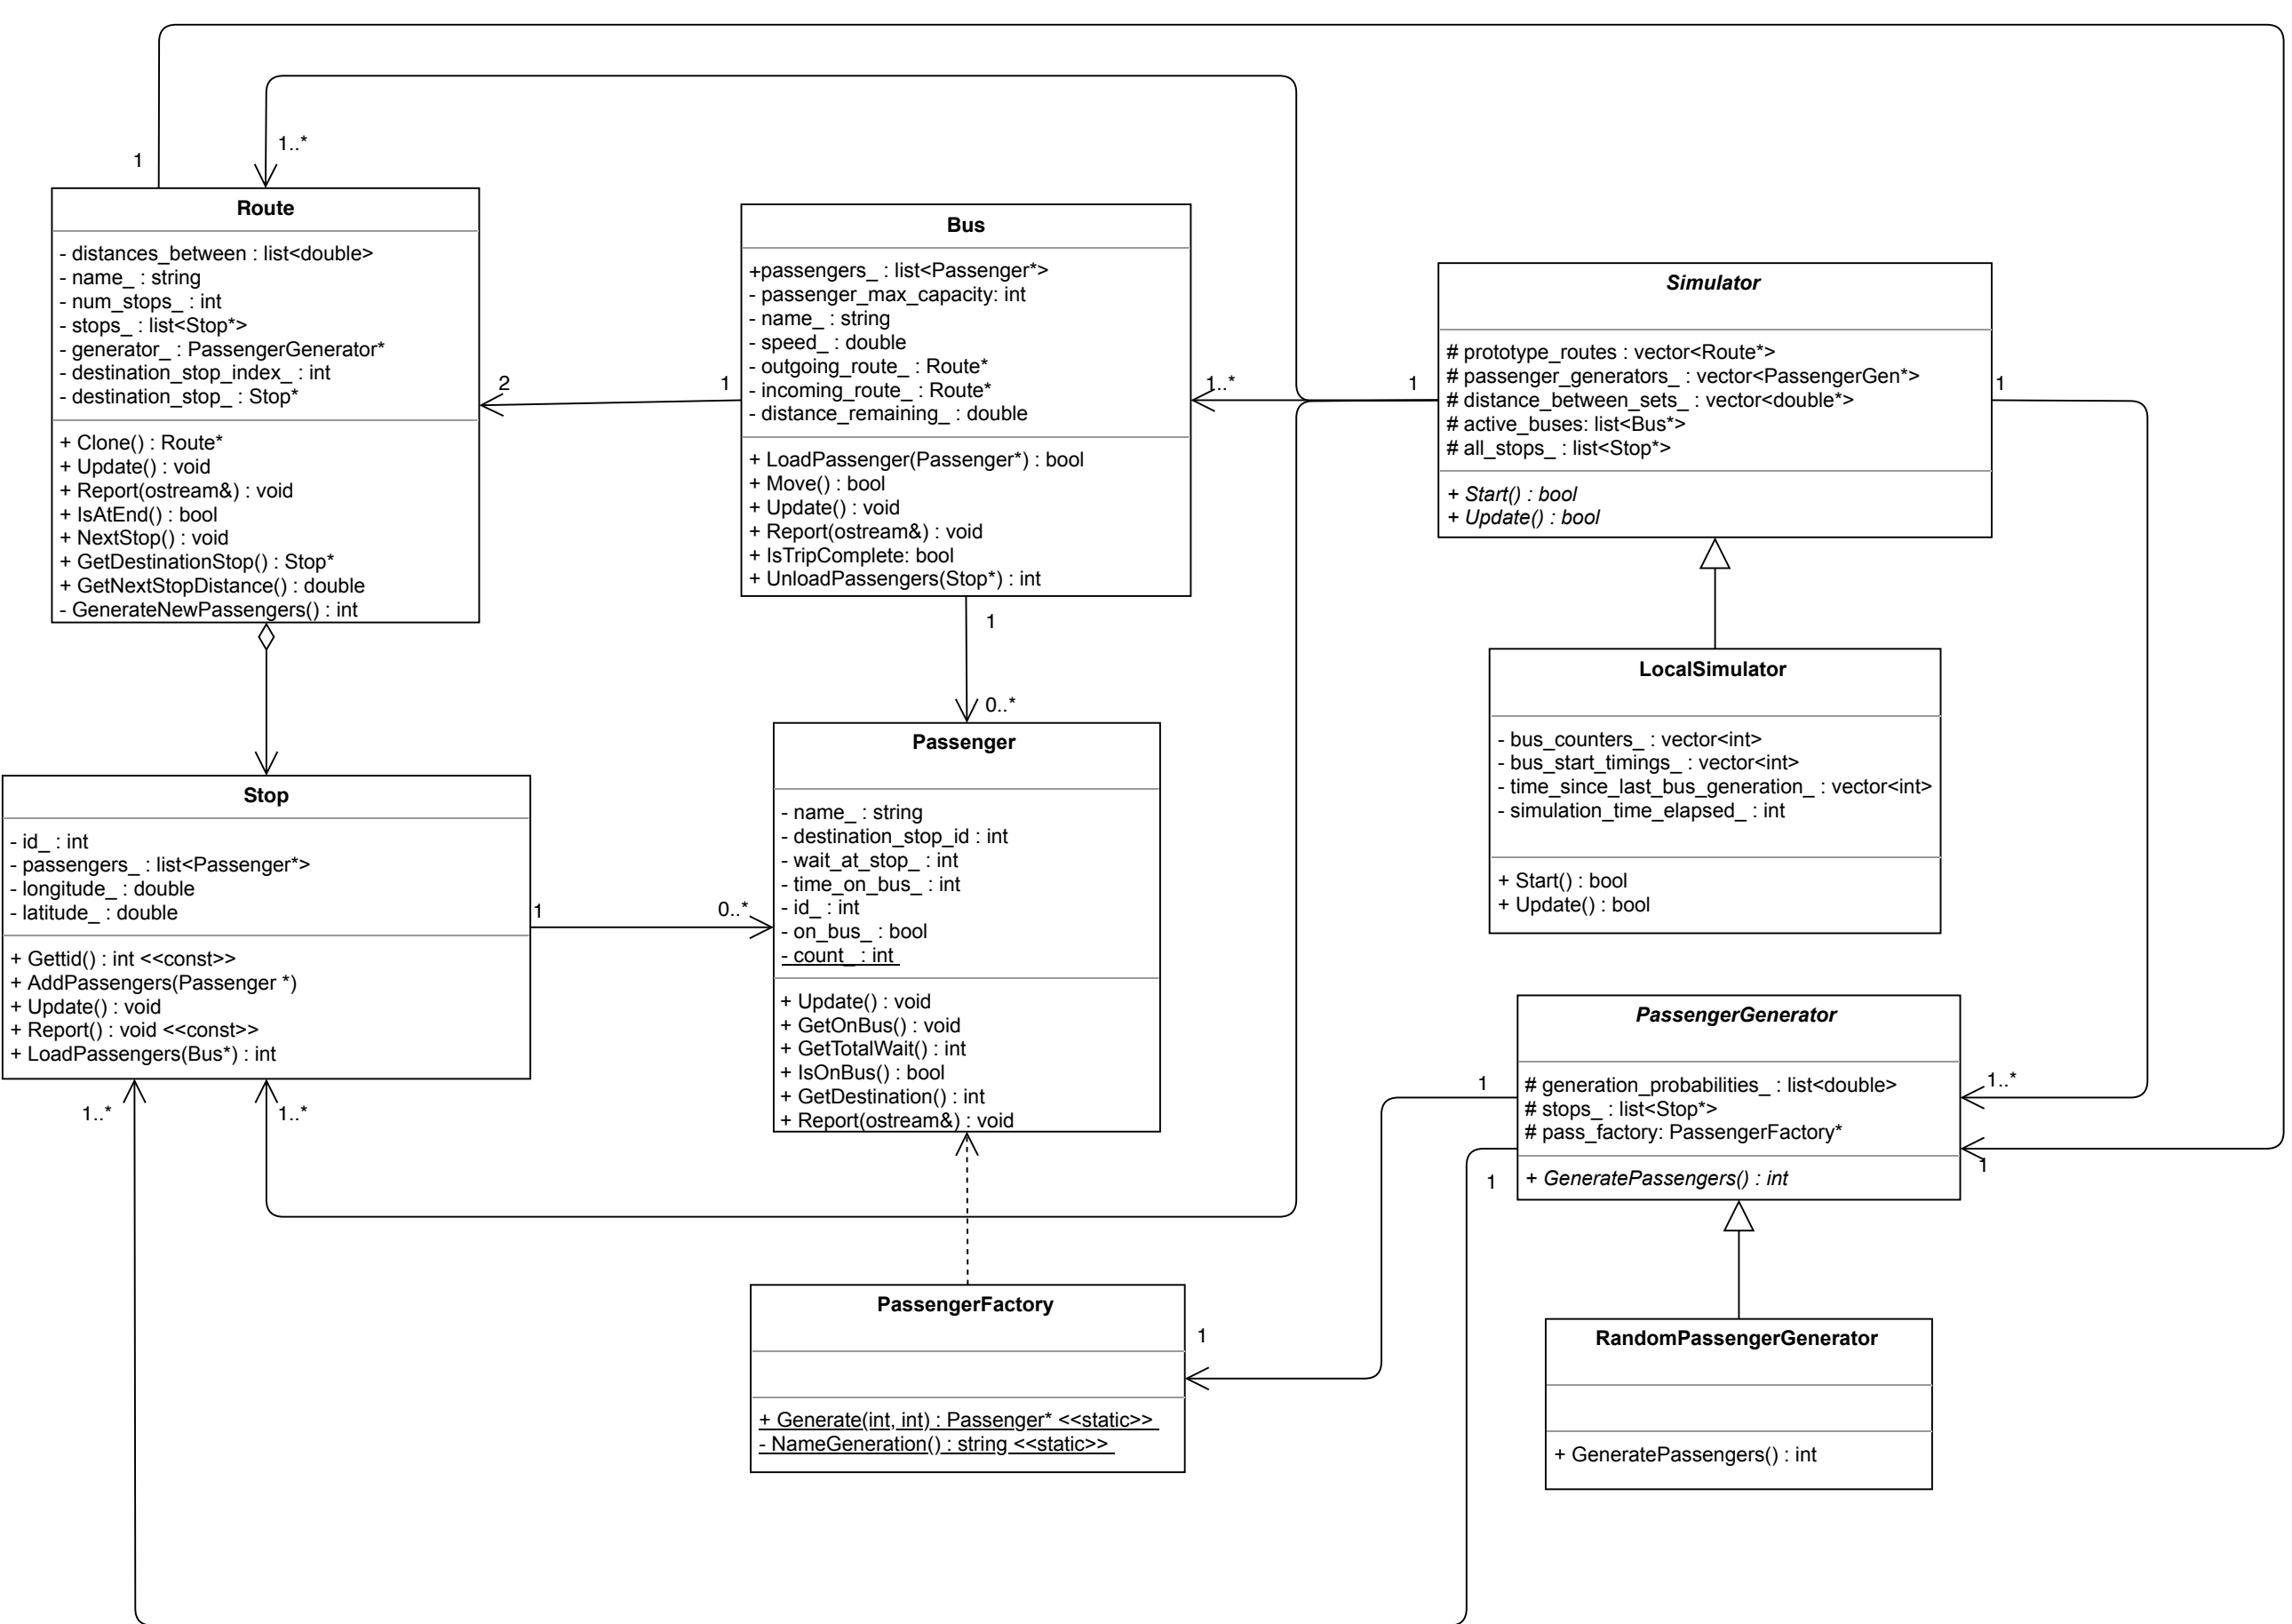 1
1..*
Route
- distances_between : list<double>
- name_ : string
- num_stops_ : int
- stops_ : list<Stop*>
- generator_ : PassengerGenerator*
- destination_stop_index_ : int
- destination_stop_ : Stop*
+ Clone() : Route*
+ Update() : void
+ Report(ostream&) : void
+ IsAtEnd() : bool
+ NextStop() : void
+ GetDestinationStop() : Stop*
+ GetNextStopDistance() : double
- GenerateNewPassengers() : int
2
1
Bus
+passengers_ : list<Passenger*>
- passenger_max_capacity: int
- name_ : string
- speed_ : double
- outgoing_route_ : Route*
- incoming_route_ : Route*
- distance_remaining_ : double
+ LoadPassenger(Passenger*) : bool
+ Move() : bool
+ Update() : void
+ Report(ostream&) : void
+ IsTripComplete: bool
+ UnloadPassengers(Stop*) : int
1..*
1
Simulator
# prototype_routes : vector<Route*>
# passenger_generators_ : vector<PassengerGen*>
# distance_between_sets_ : vector<double*>
# active_buses: list<Bus*>
# all_stops_ : list<Stop*>
+ Start() : bool
+ Update() : bool
1
1
0..*
LocalSimulator
- bus_counters_ : vector<int>
- bus_start_timings_ : vector<int>
- time_since_last_bus_generation_ : vector<int>
- simulation_time_elapsed_ : int
+ Start() : bool
+ Update() : bool
Stop
- id_ : int
- passengers_ : list<Passenger*>
- longitude_ : double
- latitude_ : double
+ Gettid() : int <<const>>
+ AddPassengers(Passenger *)
+ Update() : void
+ Report() : void <<const>>
+ LoadPassengers(Bus*) : int
1
0..*
Passenger
- name_ : string
- destination_stop_id : int
- wait_at_stop_ : int
- time_on_bus_ : int
- id_ : int
- on_bus_ : bool
- count_ : int
+ Update() : void
+ GetOnBus() : void
+ GetTotalWait() : int
+ IsOnBus() : bool
+ GetDestination() : int
+ Report(ostream&) : void
1..*
1..*
1
1
PassengerGenerator
# generation_probabilities_ : list<double>
# stops_ : list<Stop*>
# pass_factory: PassengerFactory*
+ GeneratePassengers() : int
1..*
1
PassengerFactory
+ Generate(int, int) : Passenger* <<static>>
- NameGeneration() : string <<static>>
1
RandomPassengerGenerator
+ GeneratePassengers() : int